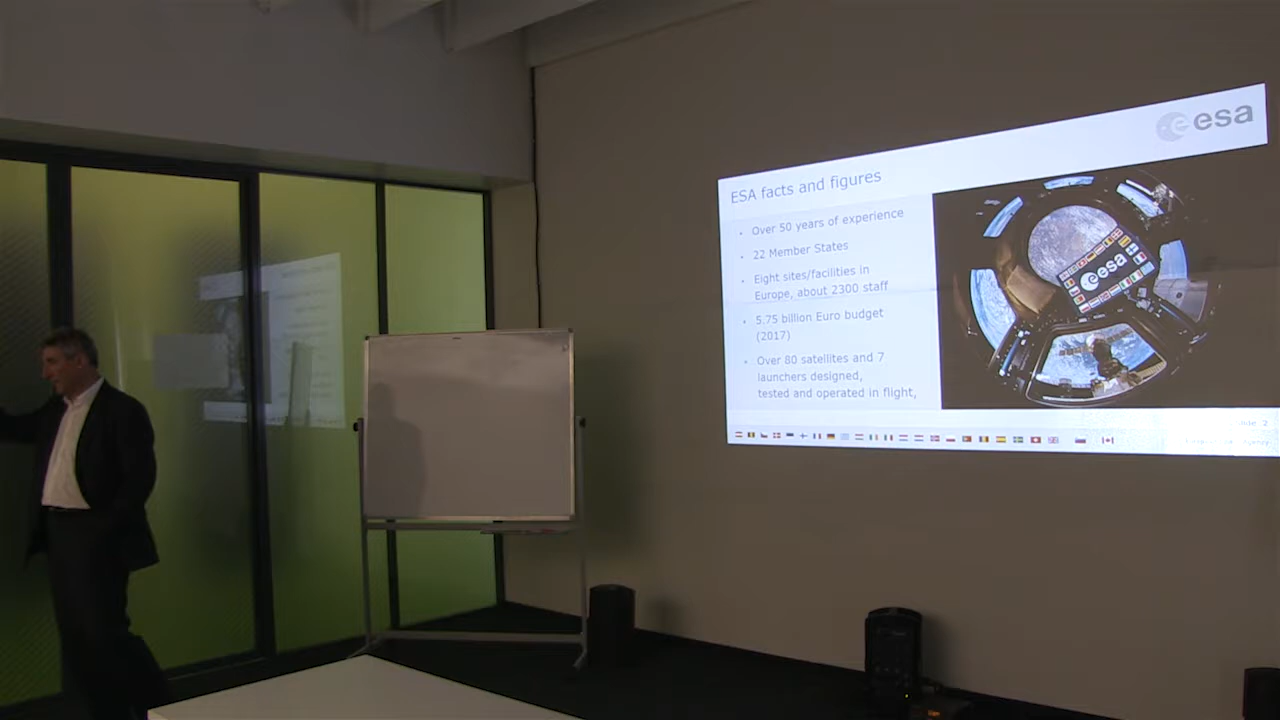 esa
ESA facts and figures
Over 50 years of experience
22 Member States
Eight sites/facilities in
Europe, about 2300 staff
5.75 billion Euro budget
(2017)
Over 80 satellites and 7
launchers designed,
tested and operated in flight,
esa